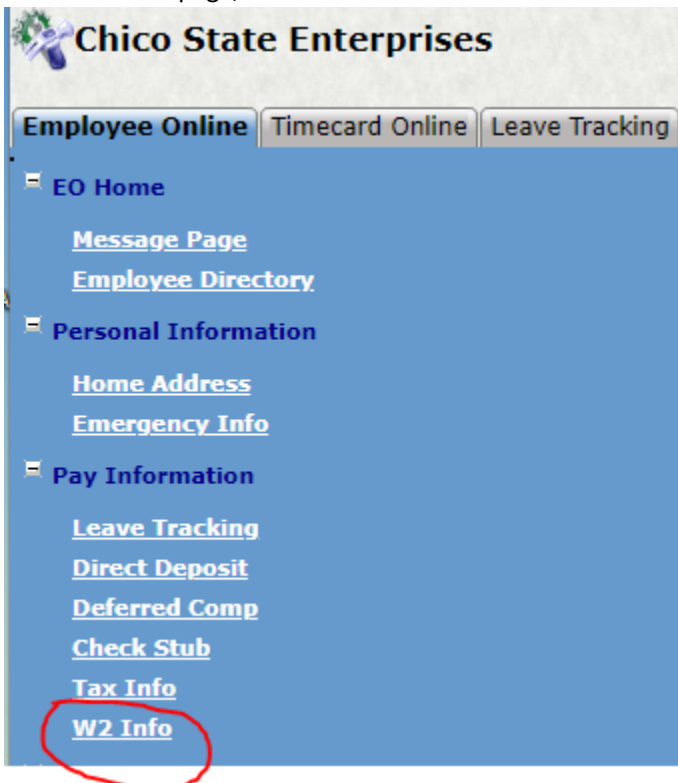 Chico State Enterprises
Employee Online Timecard Online Leave Tracking
EO Home
Message Page
Employee Directory
Personal Information
Home Address
Emergency Info
Pay Information
Leave Tracking
Direct Deposit
Deferred Comp
Check Stub
Tax Info
W2 Info